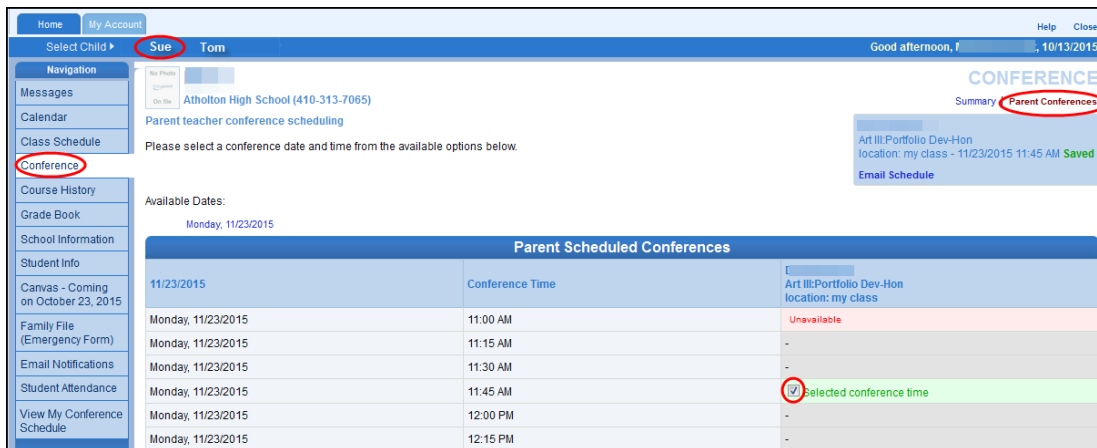 Home My Account
Help Close
Select Child Sue Tom
Good afternoon, , 10/13/2015
Navigation
Messages
Calendar
Class Schedule
Conference
Course History
Grade Book
School Information
Student Info
Canvas - Coming
on October 23, 2015
Family File
(Emergency Form)
Email Notifications
Student Attendance
View My Conference
Schedule
No Photo
On file
Atholton High School (410-313-7065)
CONFERENCE
Summary Parent Conferences
Parent teacher conference scheduling
Please select a conference date and time from the available options below.
Art III:Portfolio Dev-Hon
location: my class - 11/23/2015 11:45 AM Saved
Email Schedule
Available Dates:
Monday, 11/23/2015
Parent Scheduled Conferences
11/23/2015 Conference Time
Art III:Portfolio Dev-Hon
location: my class
Monday, 11/23/2015 11:00 AM Unavailable
Monday, 11/23/2015 11:15 AM -
Monday, 11/23/2015 11:30 AM -
Monday, 11/23/2015 11:45 AM Selected conference time
Monday, 11/23/2015 12:00 PM -
Monday, 11/23/2015 12:15 PM -